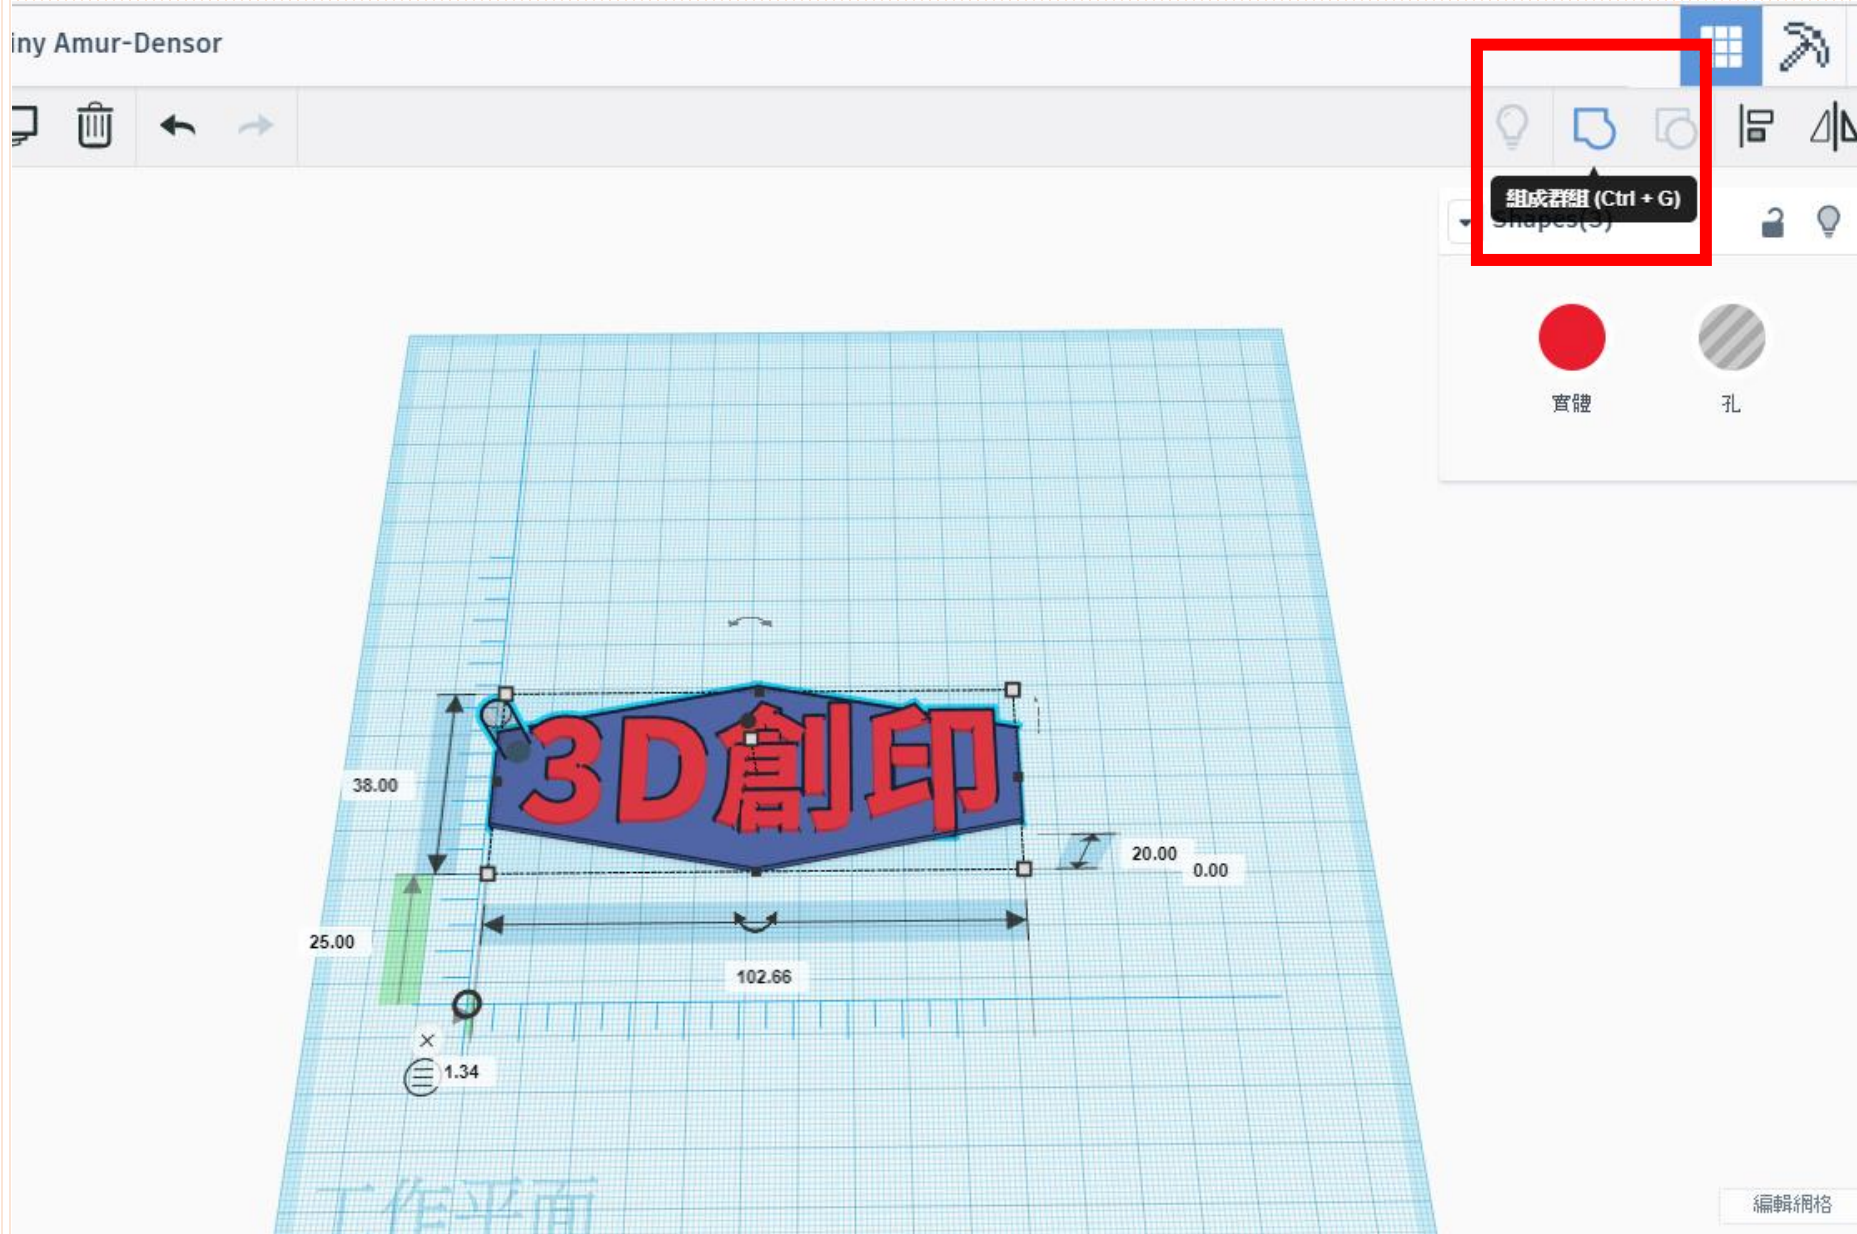 iny Amur-Densor
組成群組 (Ctrl + G)
Shapes(3)
實體
孔
3D創印
38.00
20.00
0.00
25.00
102.66
1.34
工作平面
編輯網格